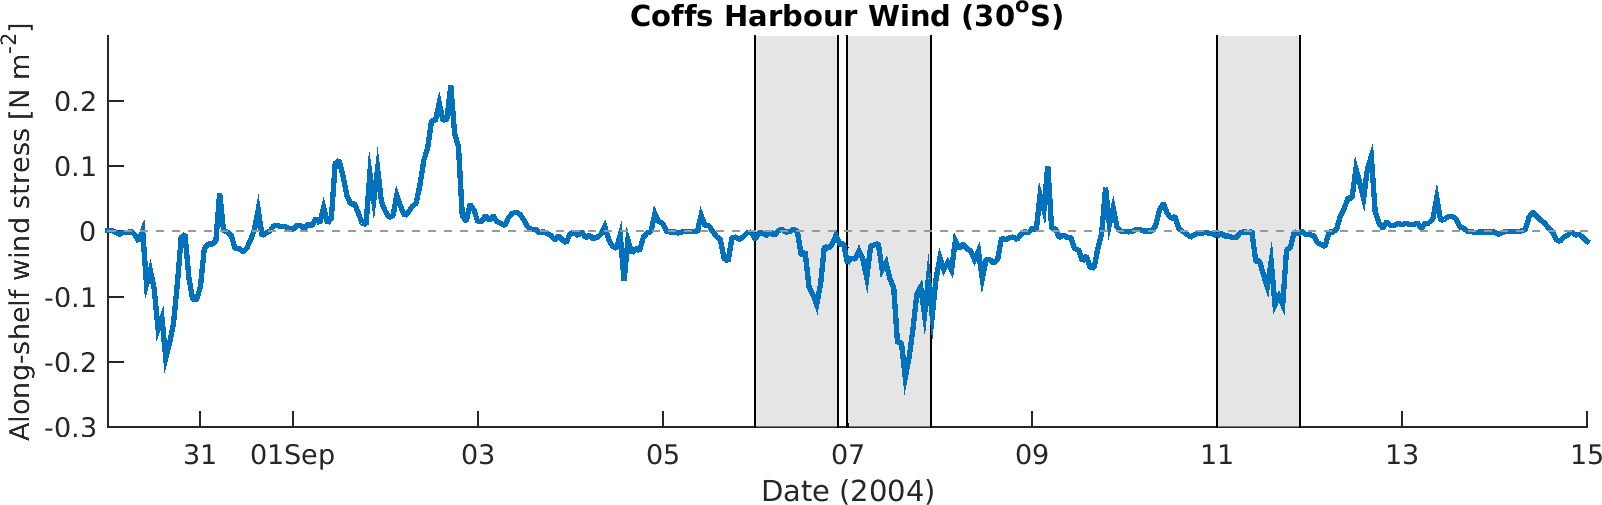 Coffs Harbour Wind (30°S)
Along-shelf wind stress [N m⁻²]
0.2
0.1
0
-0.1
-0.2
-0.3
31 01Sep 03 05 07 09 11 13 15
Date (2004)